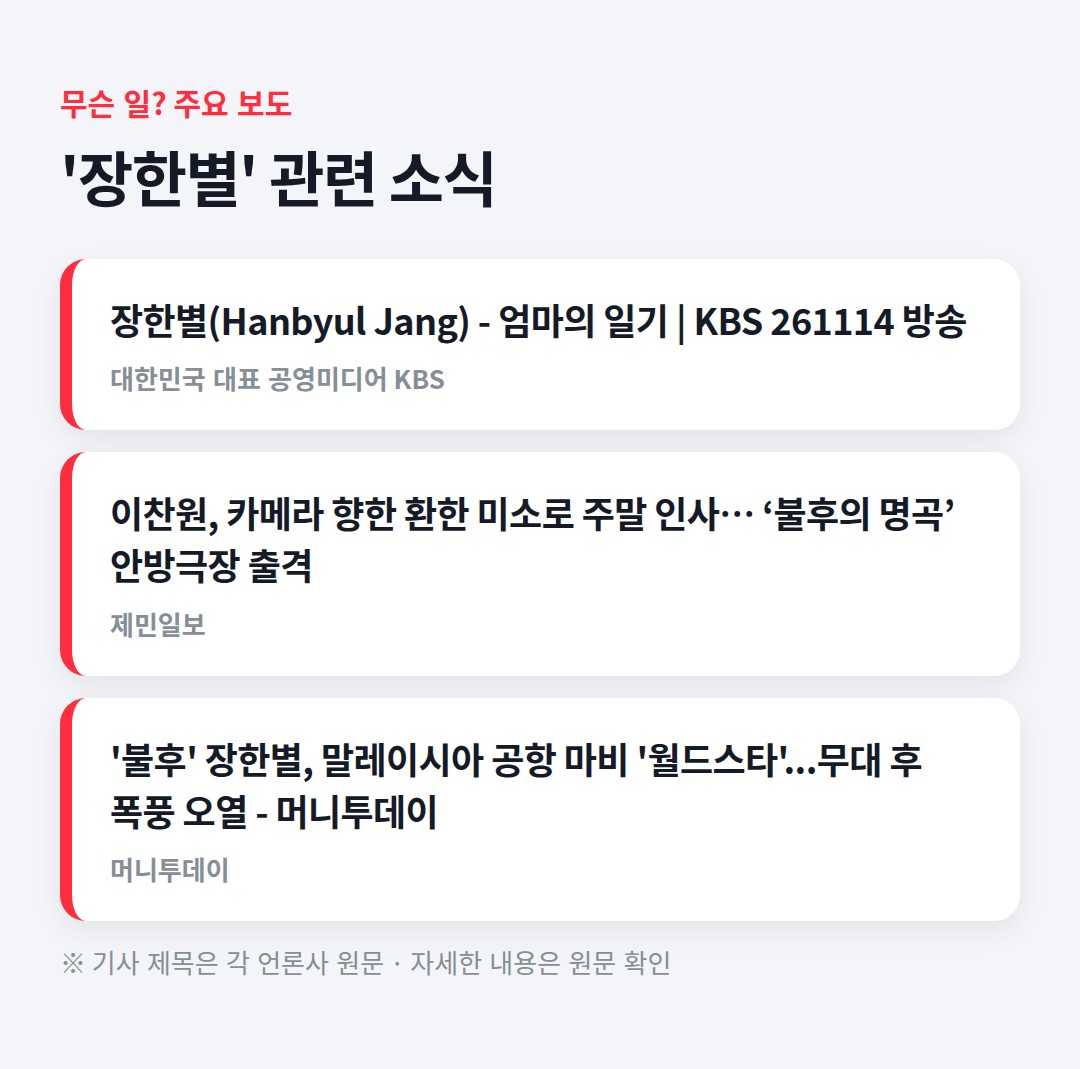 무슨 일? 주요 보도
'장한별' 관련 소식
장한별(Hanbyul Jang) - 엄마의 일기 | KBS 261114 방송
대한민국 대표 공영미디어 KBS
이찬원, 카메라 향한 환한 미소로 주말 인사… ‘불후의 명곡’
안방극장 출격
제민일보
'불후' 장한별, 말레이시아 공항 마비 '월드스타'...무대 후
폭풍 오열 - 머니투데이
머니투데이
※ 기사 제목은 각 언론사 원문 · 자세한 내용은 원문 확인